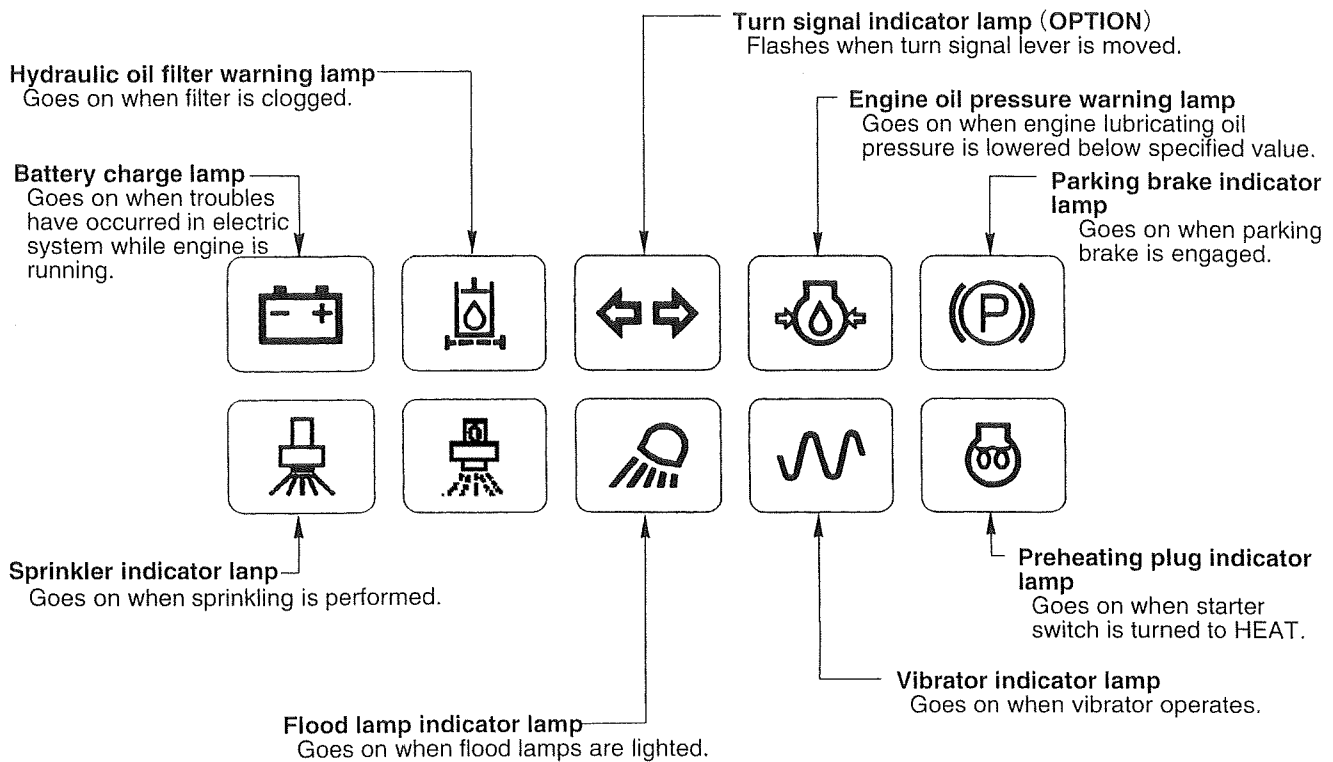 Turn signal indicator lamp (OPTION)
Flashes when turn signal lever is moved.
Hydraulic oil filter warning lamp
Goes on when filter is clogged.
Engine oil pressure warning lamp
Goes on when engine lubricating oil
pressure is lowered below specified value.
Battery charge lamp
Goes on when troubles
have occurred in electric
system while engine is
running.
Parking brake indicator
lamp
Goes on when parking
brake is engaged.
P
Sprinkler indicator lanp
Goes on when sprinkling is performed.
Preheating plug indicator
lamp
Goes on when starter
switch is turned to HEAT.
Vibrator indicator lamp
Goes on when vibrator operates.
Flood lamp indicator lamp
Goes on when flood lamps are lighted.